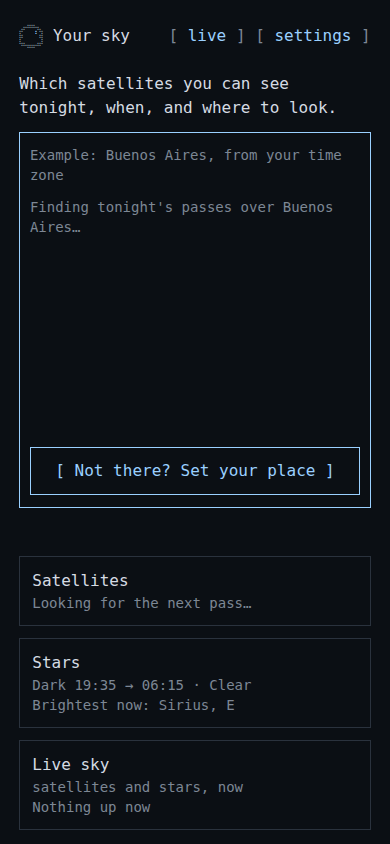 Your sky [ live ] [ settings ]
Which satellites you can see
tonight, when, and where to look.
Example: Buenos Aires, from your time
zone
Finding tonight's passes over Buenos
Aires…
[ Not there? Set your place ]
Satellites
Looking for the next pass…
Stars
Dark 19:35 → 06:15 · Clear
Brightest now: Sirius, E
Live sky
satellites and stars, now
Nothing up now